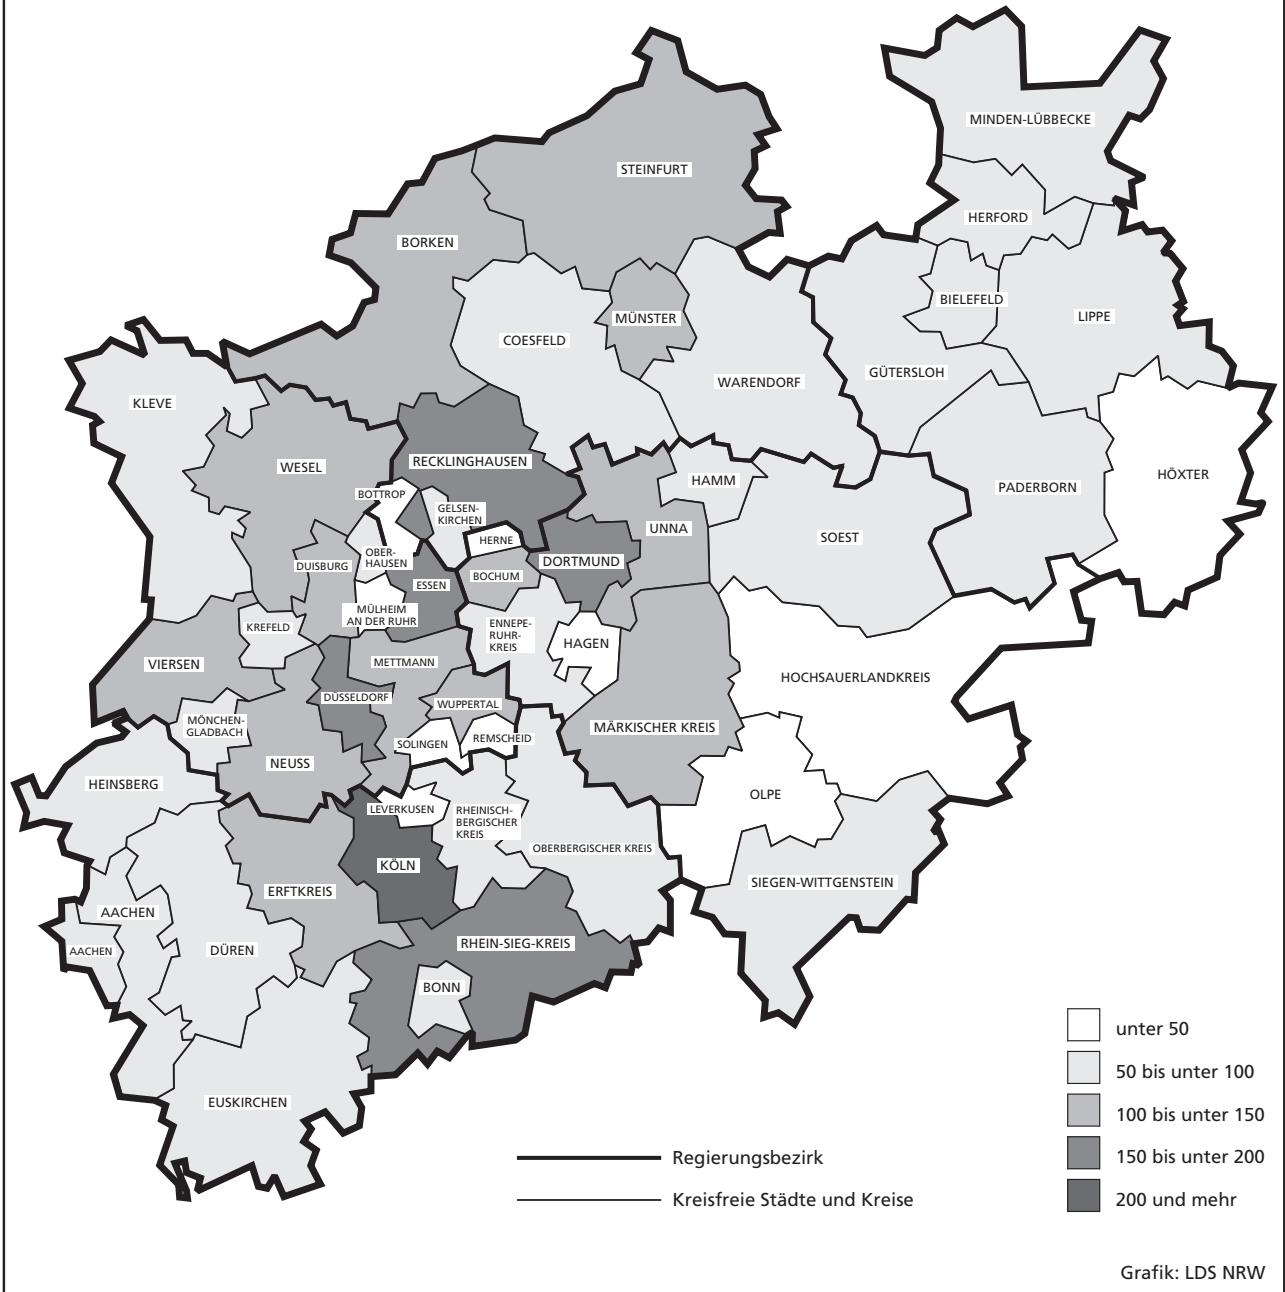 MINDEN-LÜBBECKE
STEINFURT
HERFORD
BORKEN
BIELEFELD
LIPPE
MÜNSTER
COESFELD
GÜTERSLOH
WARENDORF
KLEVE
RECKLINGHAUSEN
WESEL
HÖXTER
HAMM
PADERBORN
BOTTROP
GELSEN-
KIRCHEN
UNNA
SOEST
HERNE
OBER-
HAUSEN
DORTMUND
DUISBURG
BOCHUM
ESSEN
MÜLHEIM
AN DER RUHR
KREFELD
ENNEPE-
RUHR-
KREIS
HAGEN
VIERSEN
METTMANN
HOCHSAUERLANDKREIS
DÜSSELDORF
WUPPERTAL
MÖNCHEN-
GLADBACH
MÄRKISCHER KREIS
SOLINGEN
REMSCHEID
NEUSS
HEINSBERG
OLPE
LEVERKUSEN
RHEINISCH-
BERGISCHER
KREIS
OBERBERGISCHER KREIS
KÖLN
SIEGEN-WITTGENSTEIN
ERFTKREIS
AACHEN
RHEIN-SIEG-KREIS
AACHEN
DÜREN
BONN
EUSKIRCHEN
unter 50
50 bis unter 100
100 bis unter 150
150 bis unter 200
200 und mehr
Regierungsbezirk
Kreisfreie Städte und Kreise
Grafik: LDS NRW